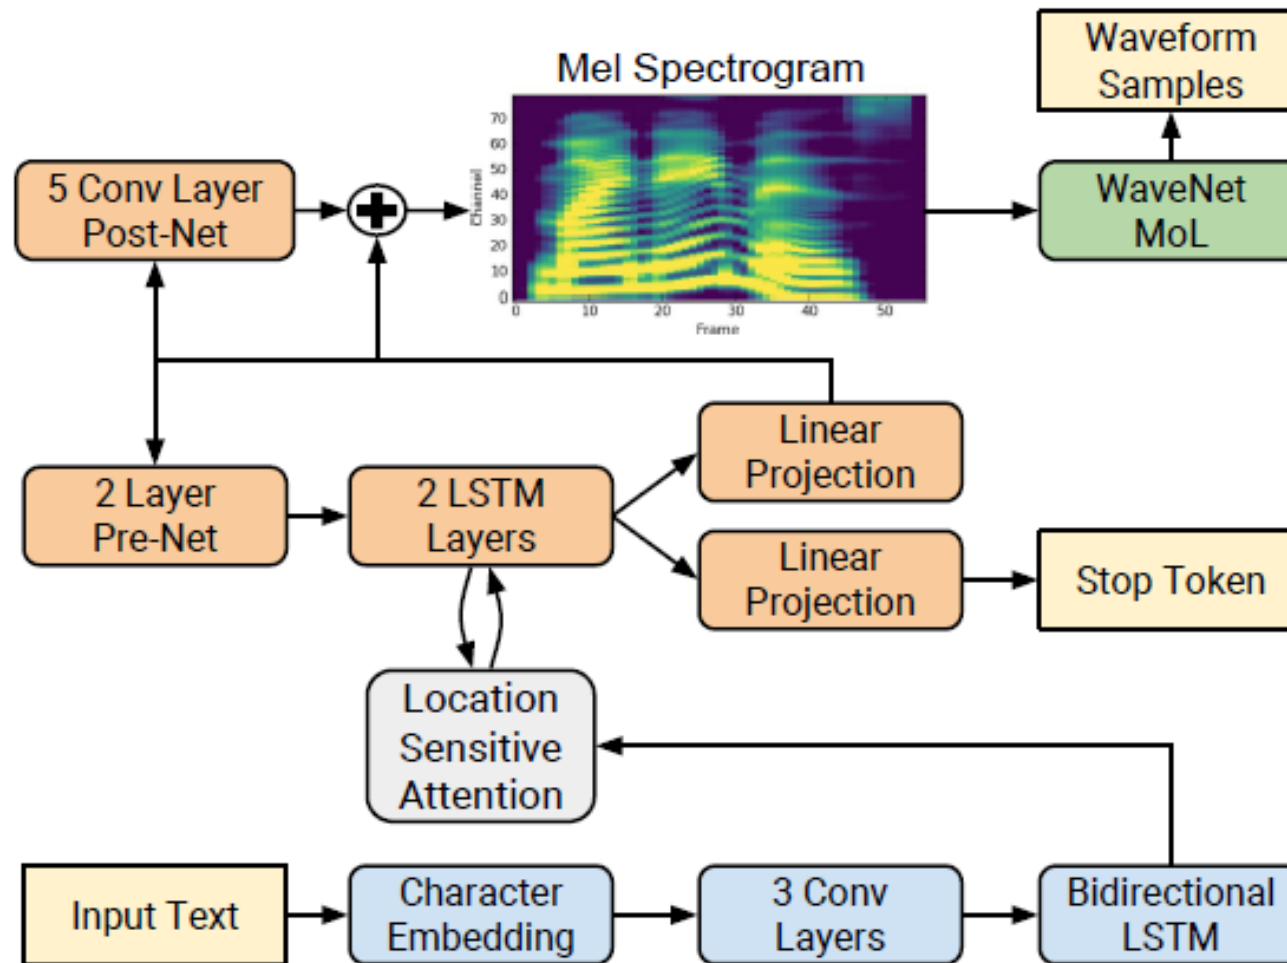 Waveform
Samples
Mel Spectrogram
5 Conv Layer
Post-Net
Channel
70
60
50
40
30
20
10
0
0 10 20 30 40 50
Frame
WaveNet
MoL
Linear
Projection
2 Layer
Pre-Net
2 LSTM
Layers
Linear
Projection
Stop Token
Location
Sensitive
Attention
Input Text
Character
Embedding
3 Conv
Layers
Bidirectional
LSTM